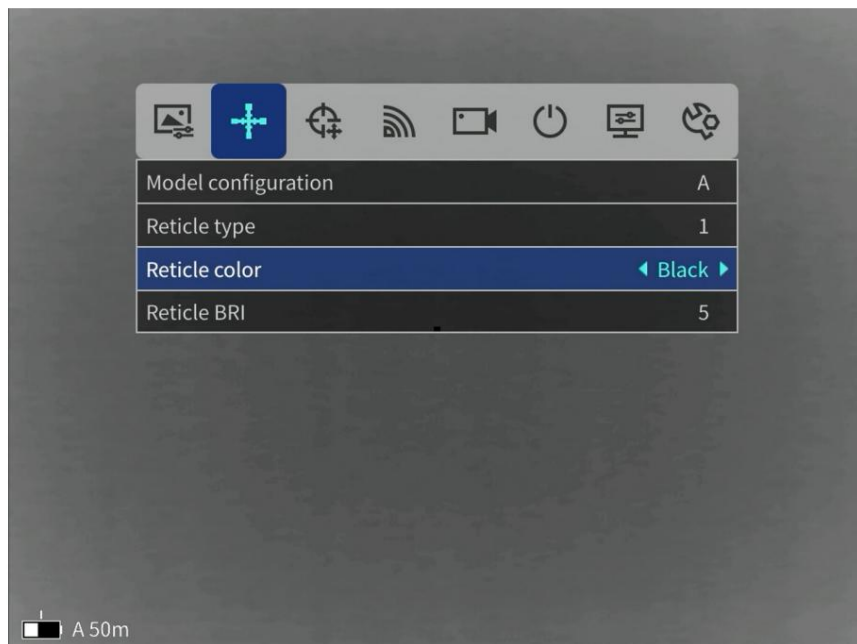 Model configuration A
Reticle type 1
Reticle color Black
Reticle BRI 5
A 50m